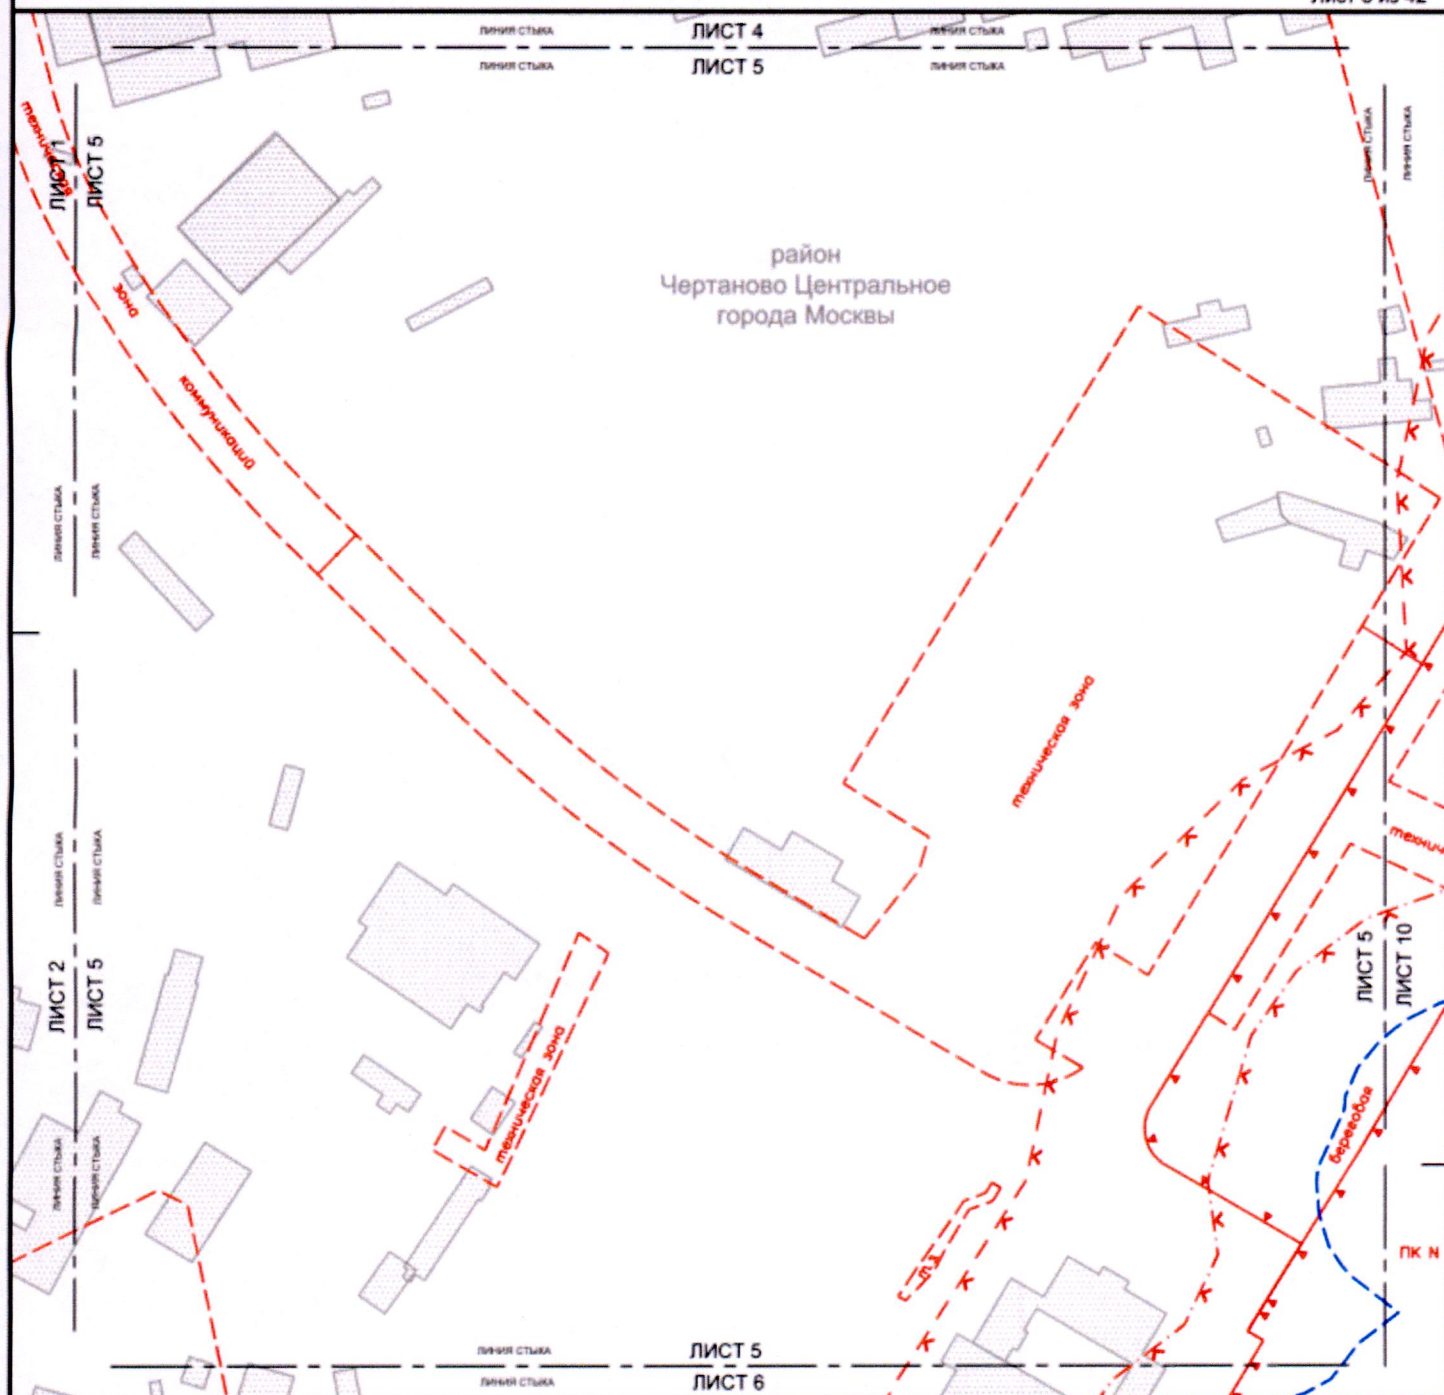 ЛИНИЯ СТЫКА
ЛИСТ 4
ЛИНИЯ СТЫКА
ЛИНИЯ СТЫКА
ЛИСТ 5
ЛИНИЯ СТЫКА
ЛИСТ 1
ЛИСТ 5
техническая
зона
коммуникаций
ЛИНИЯ СТЫКА
ЛИНИЯ СТЫКА
район
Чертаново Центральное
города Москвы
ЛИНИЯ СТЫКА
ЛИНИЯ СТЫКА
ЛИНИЯ СТЫКА
ЛИНИЯ СТЫКА
техническая зона
ЛИСТ 2
ЛИСТ 5
ЛИНИЯ СТЫКА
ЛИНИЯ СТЫКА
техническая зона
ЛИСТ 5
ЛИСТ 10
береговая
ПК N
ЛИНИЯ СТЫКА
ЛИСТ 5
ЛИНИЯ СТЫКА
ЛИСТ 6